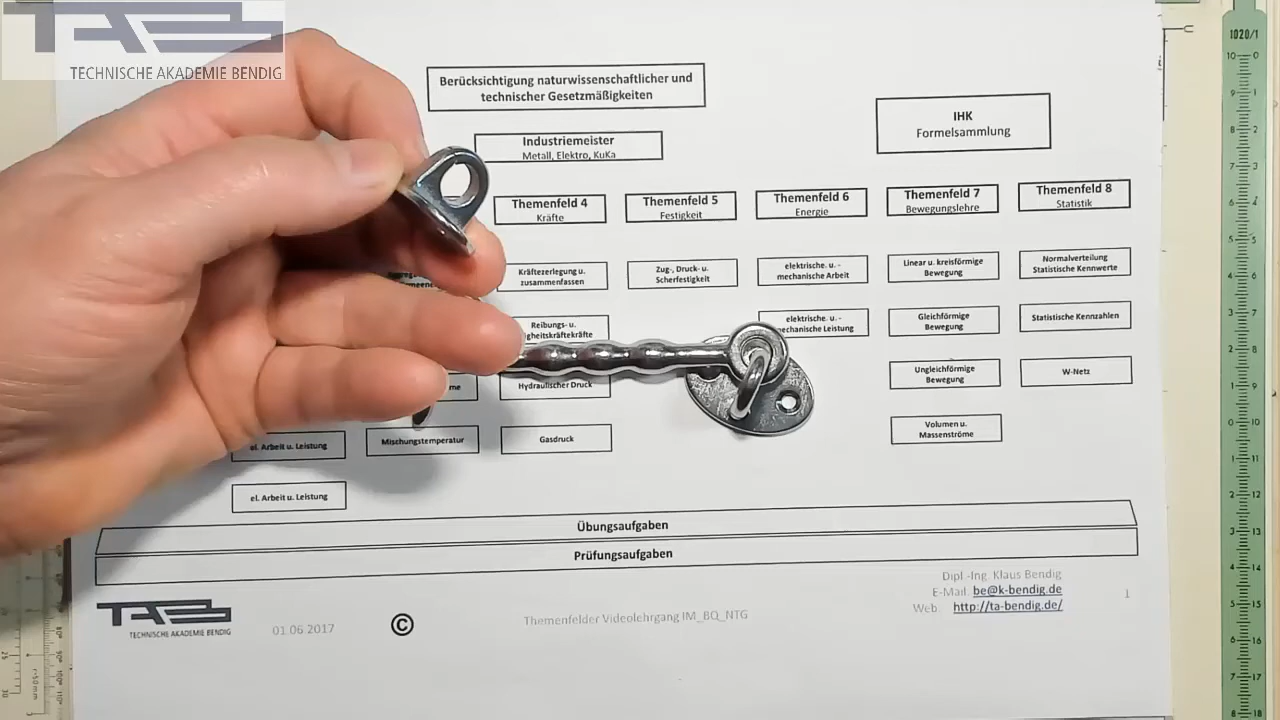 TAB
TECHNISCHE AKADEMIE BENDIG
Berücksichtigung naturwissenschaftlicher und
technischer Gesetzmäßigkeiten
IHK
Formelsammlung
Industriemeister
Metall, Elektro, KuKa
Themenfeld 4
Kräfte
Themenfeld 5
Festigkeit
Themenfeld 6
Energie
Themenfeld 7
Bewegungslehre
Themenfeld 8
Statistik
Kräftezerlegung u.
zusammenfassen
Zug-, Druck- u.
Scherfestigkeit
elektrische. u. -
mechanische Arbeit
Linear u. kreisförmige
Bewegung
Normalverteilung
Statistische Kennwerte
Reibungs- u.
elektrische. u. -
Leistung
Gleichförmige
Bewegung
Statistische Kennzahlen
Hydraulischer Druck
Ungleichförmige
Bewegung
W-Netz
el. Arbeit u. Leistung
Mischungstemperatur
Gasdruck
Volumen u.
Massenströme
el. Arbeit u. Leistung
Übungsaufgaben
Prüfungsaufgaben
TAB
TECHNISCHE AKADEMIE BENDIG
01.06.2017
©
Themenfelder Videolehrgang IM_BQ_NTG
Dipl -Ing. Klaus Bendig
E-Mail be@k-bendig.de
Web. http://ta-bendig.de/
1
1020/1